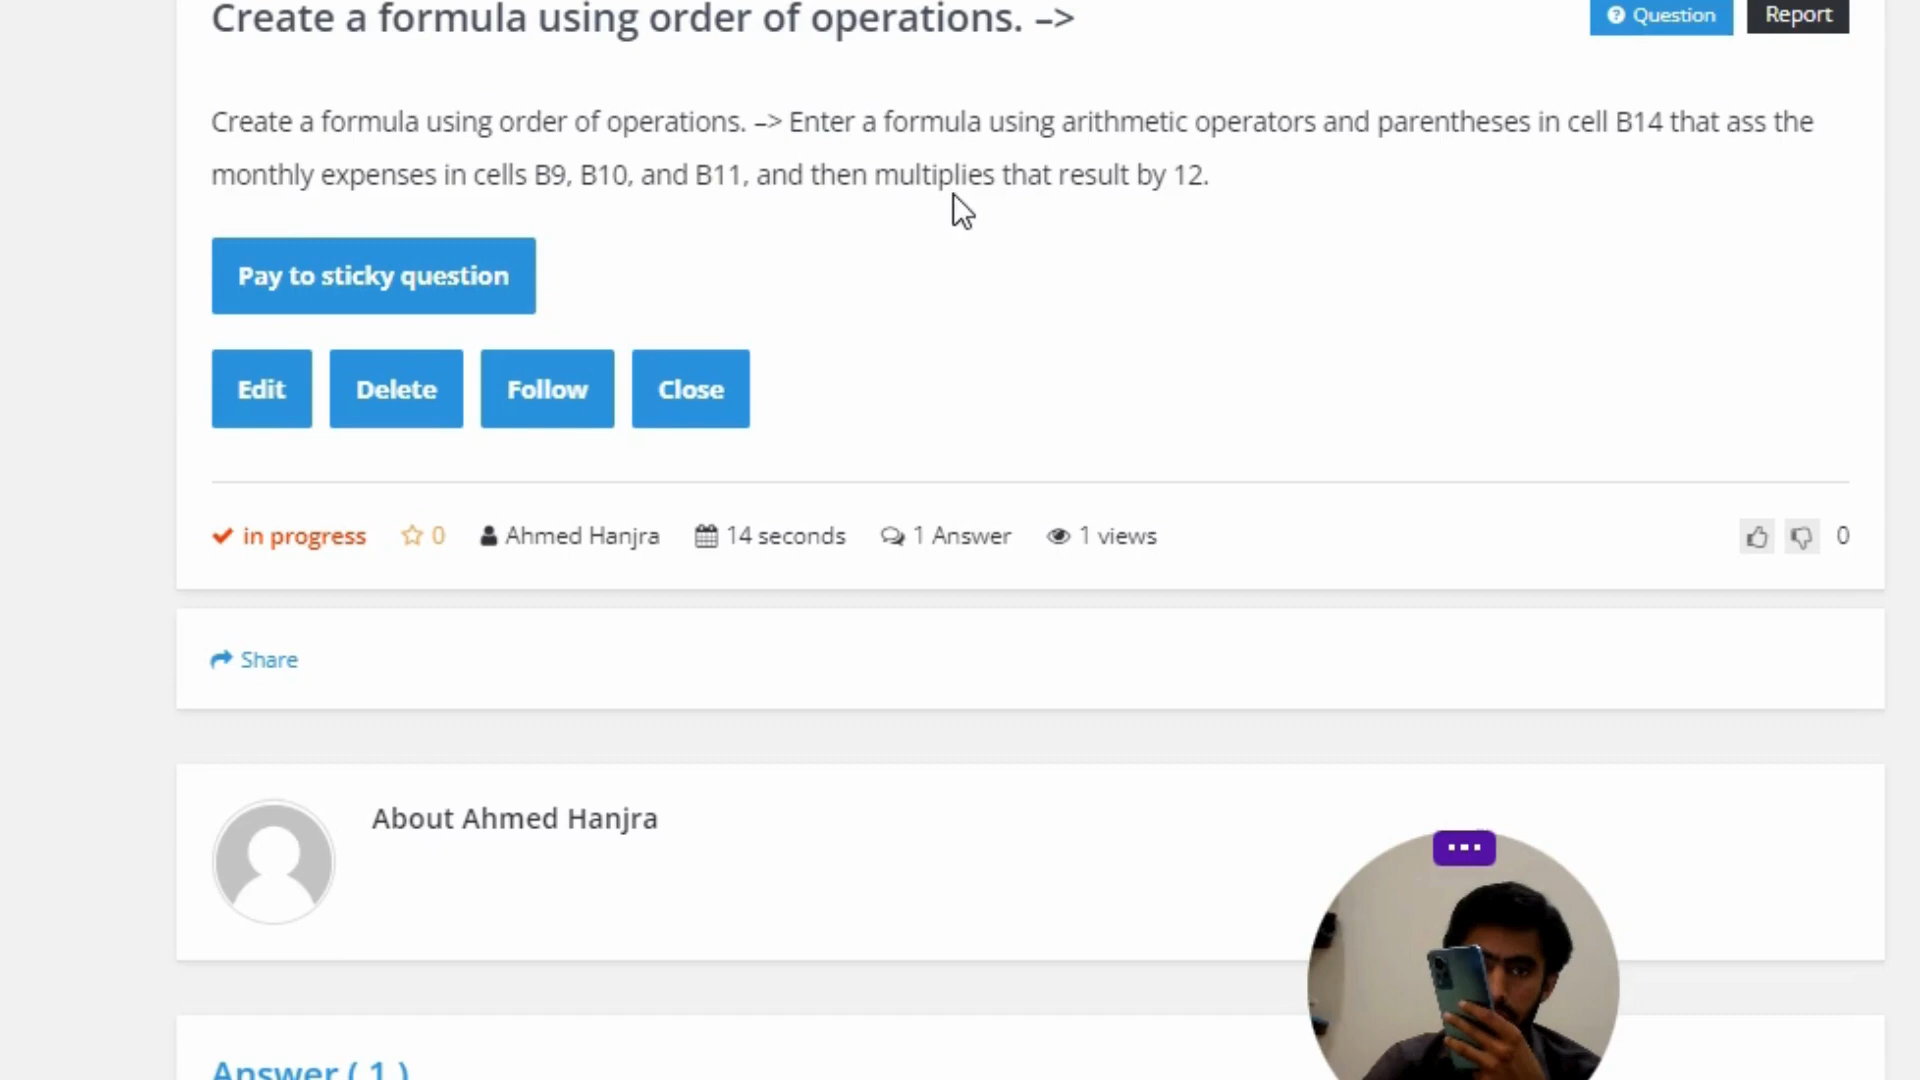 Create a formula using order of operations. –>
Question
Report
Create a formula using order of operations. –> Enter a formula using arithmetic operators and parentheses in cell B14 that ass the
monthly expenses in cells B9, B10, and B11, and then multiplies that result by 12.
Pay to sticky question
Edit
Delete
Follow
Close
in progress
0
Ahmed Hanjra
14 seconds
1 Answer
1 views
0
Share
About Ahmed Hanjra
Answer ( 1 )